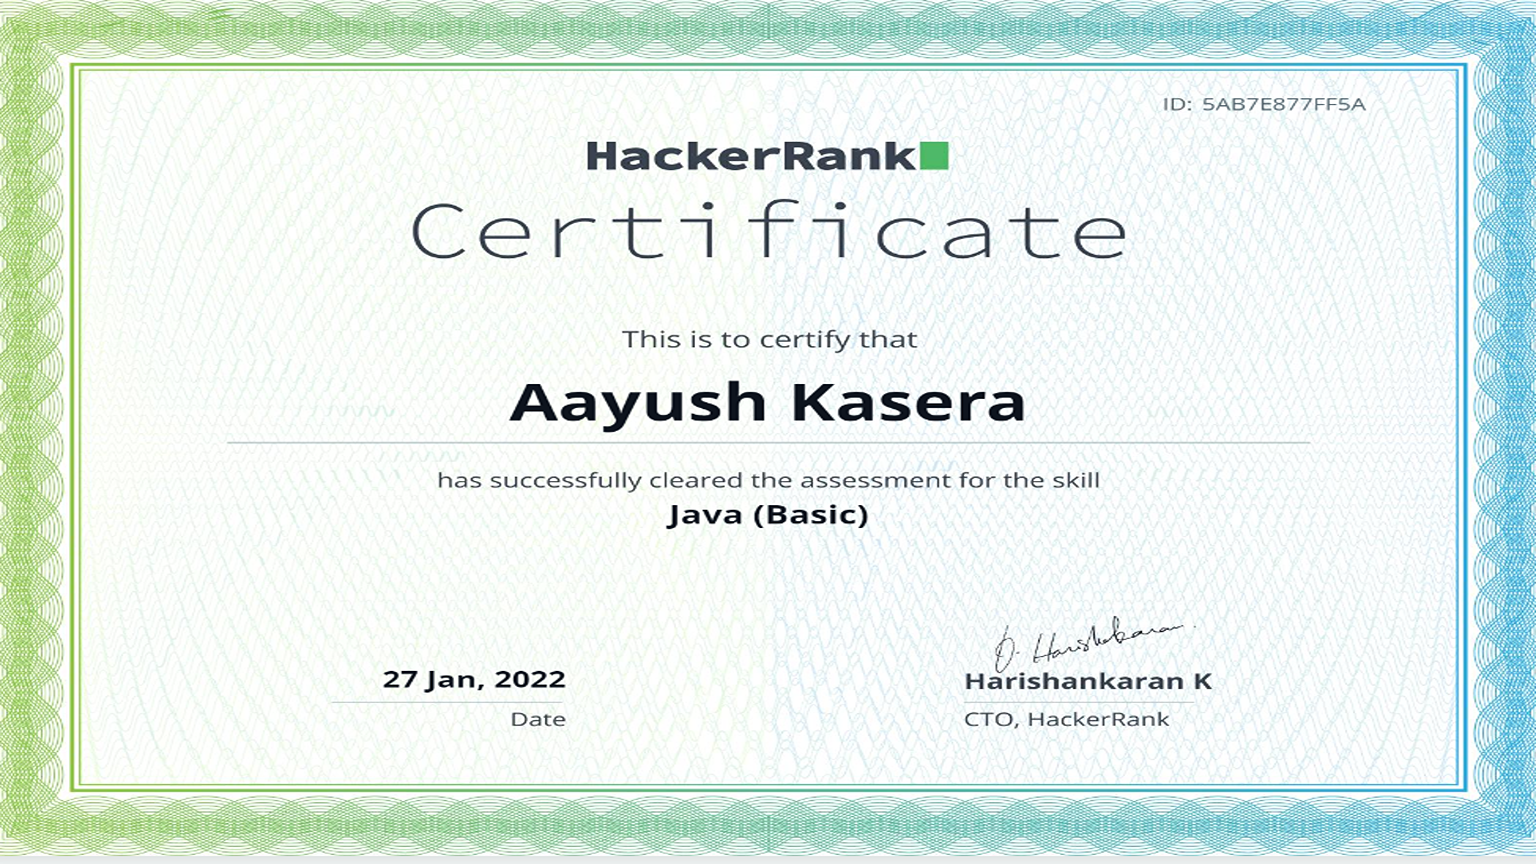 ID: 5AB7E877FF5A
HackerRank
Certificate
This is to certify that
Aayush Kasera
has successfully cleared the assessment for the skill
Java (Basic)
27 Jan, 2022
Date
Harishankaran
Harishankaran K
CTO, HackerRank